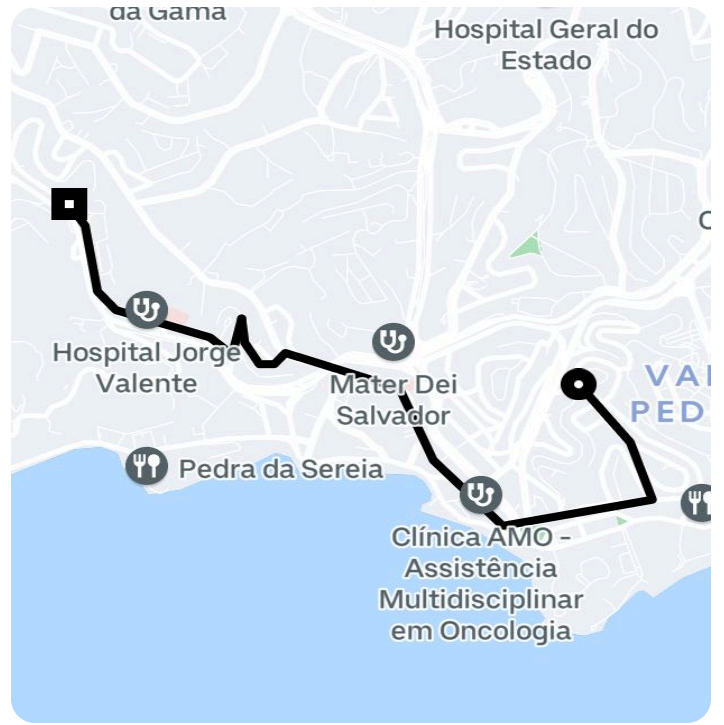 da Gama
Hospital Geral do
Estado
C
Hospital Jorge
Valente
Mater Dei
Salvador
VAL
PED
Pedra da Sereia
Clínica AMO -
Assistência
Multidisciplinar
em Oncologia